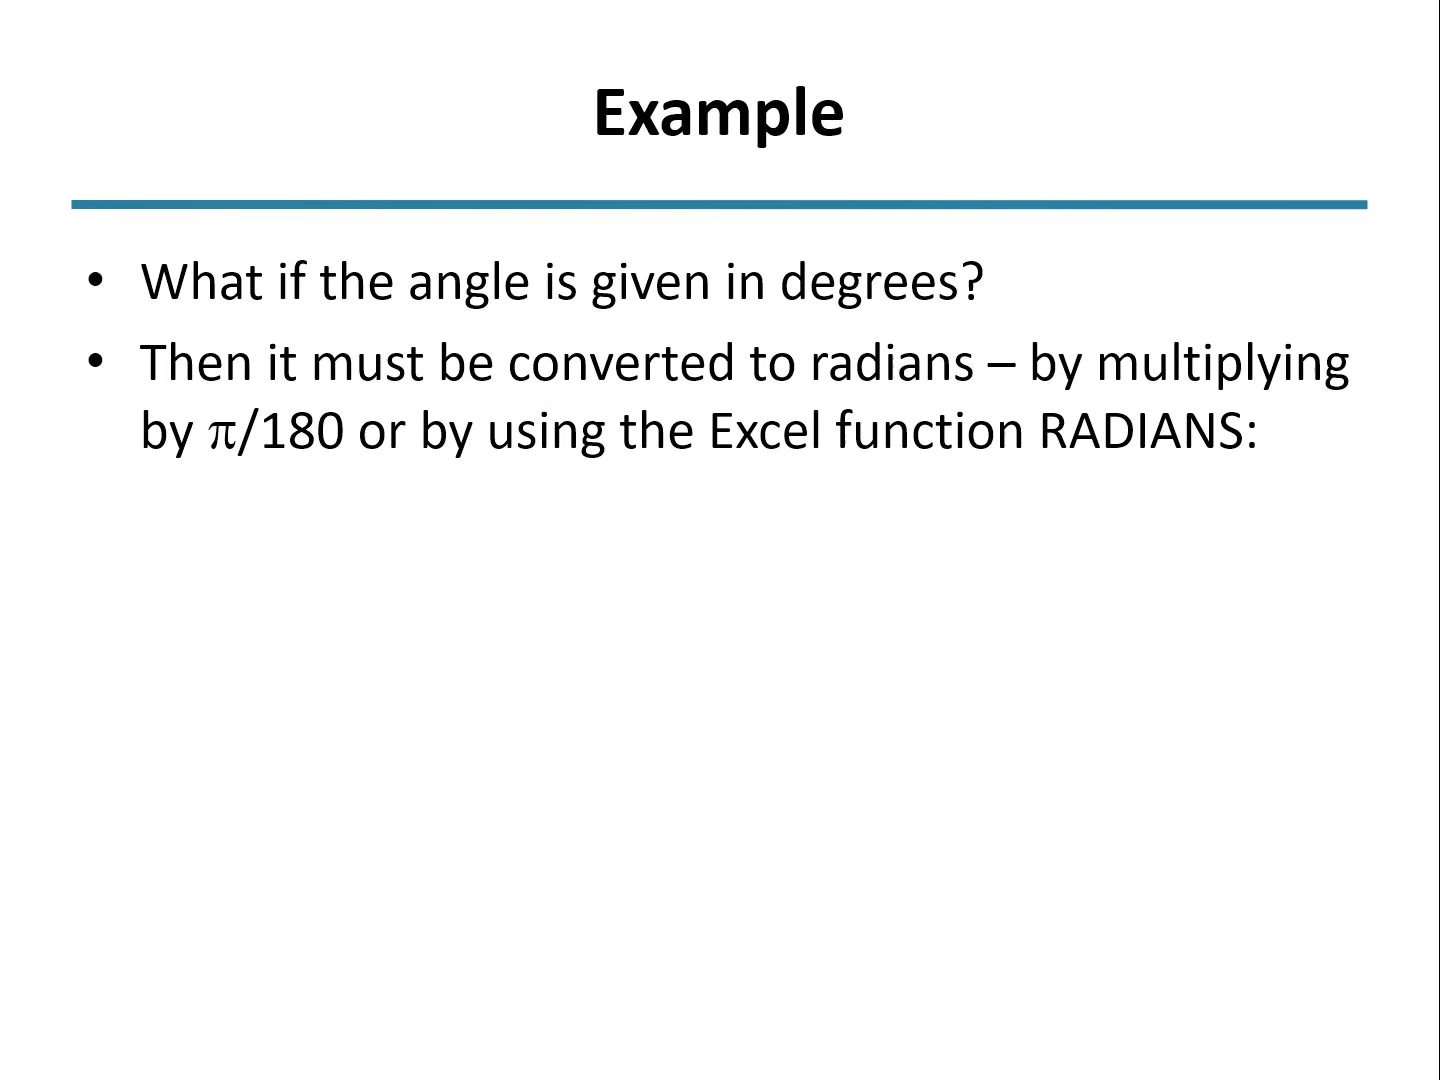 Example
• What if the angle is given in degrees?
• Then it must be converted to radians – by multiplying
by π/180 or by using the Excel function RADIANS: